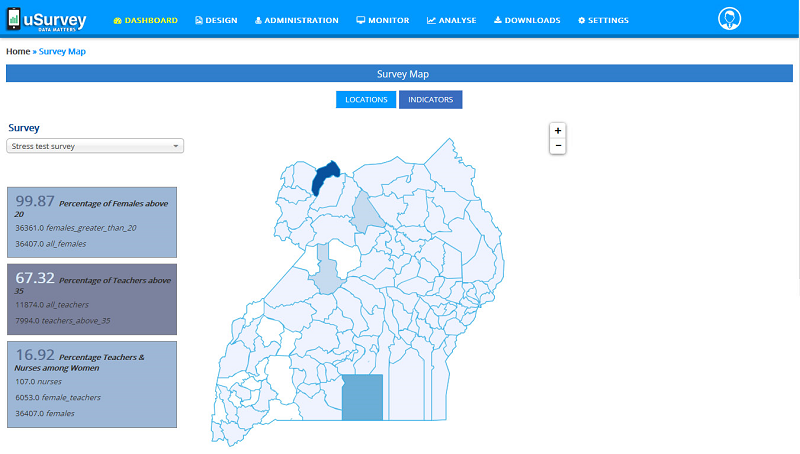 uSurvey
DATA MATTERS
DASHBOARD DESIGN ADMINISTRATION MONITOR ANALYSE DOWNLOADS SETTINGS
Home » Survey Map
Survey Map
LOCATIONS INDICATORS
Survey
Stress test survey
+
−
99.87 Percentage of Females above
20
36361.0 females_greater_than_20
36407.0 all_females
67.32 Percentage of Teachers above
35
11874.0 all_teachers
7994.0 teachers_above_35
16.92 Percentage Teachers &
Nurses among Women
107.0 nurses
6053.0 female_teachers
36407.0 females